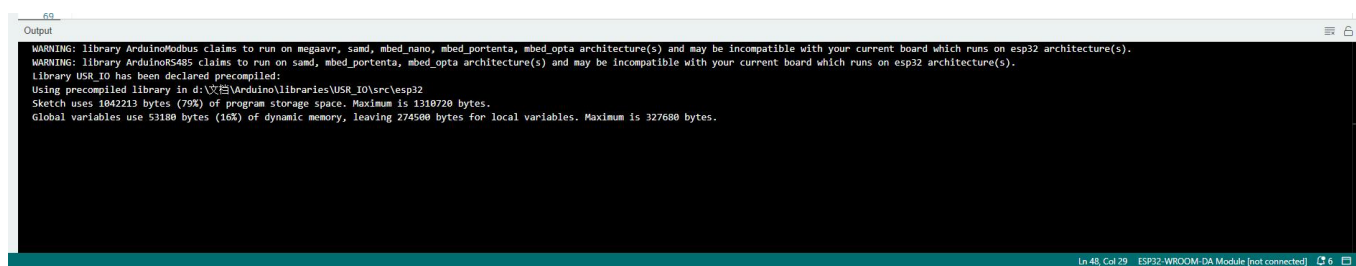 69
Output
WARNING: library ArduinoModbus claims to run on megaavr, samd, mbed_nano, mbed_portenta, mbed_opta architecture(s) and may be incompatible with your current board which runs on esp32 architecture(s).
WARNING: library ArduinoRS485 claims to run on samd, mbed_portenta, mbed_opta architecture(s) and may be incompatible with your current board which runs on esp32 architecture(s).
Library USR_IO has been declared precompiled:
Using precompiled library in d:\文档\Arduino\libraries\USR_IO\src\esp32
Sketch uses 1042213 bytes (79%) of program storage space. Maximum is 1310720 bytes.
Global variables use 53180 bytes (16%) of dynamic memory, leaving 274500 bytes for local variables. Maximum is 327680 bytes.
Ln 48, Col 29 ESP32-WROOM-DA Module [not connected] 6